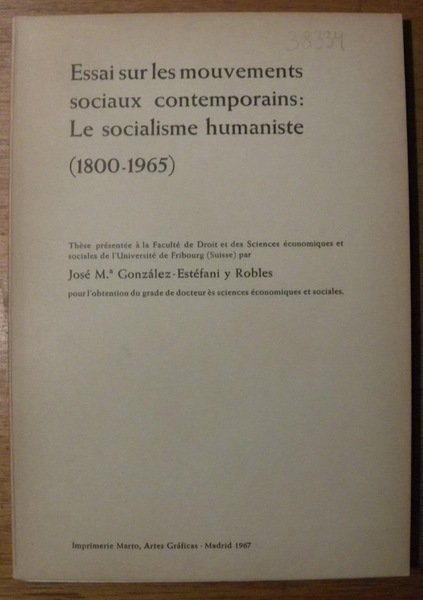 38334
Essai sur les mouvements
sociaux contemporains:
Le socialisme humaniste
(1800-1965)
Thèse présentée à la Faculté de Droit et des Sciences économiques et
sociales de l'Université de Fribourg (Suisse) par
José M.ª González-Estéfani y Robles
pour l'obtention du grade de docteur ès sciences économiques et sociales.
Imprimerie Marto, Artes Gráficas - Madrid 1967